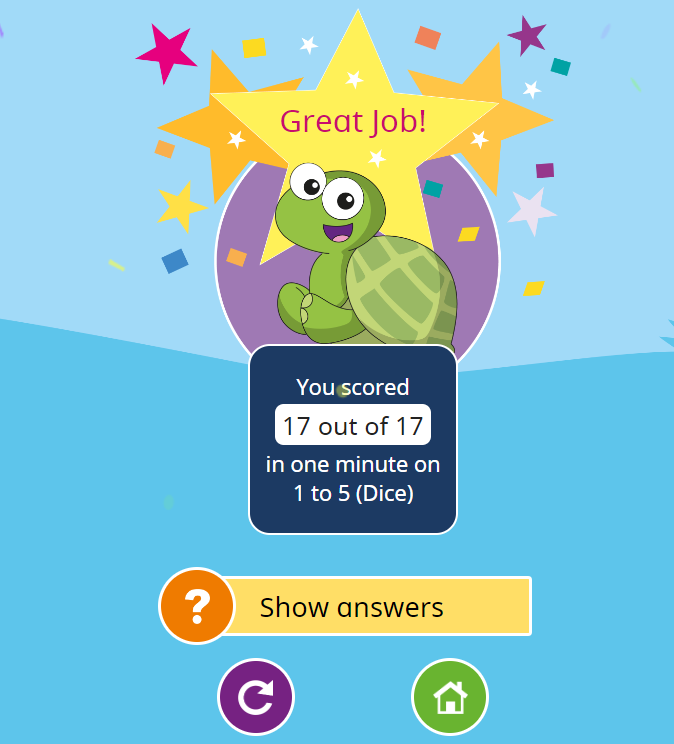 Great Job!
You scored
17 out of 17
in one minute on
1 to 5 (Dice)
?
Show answers